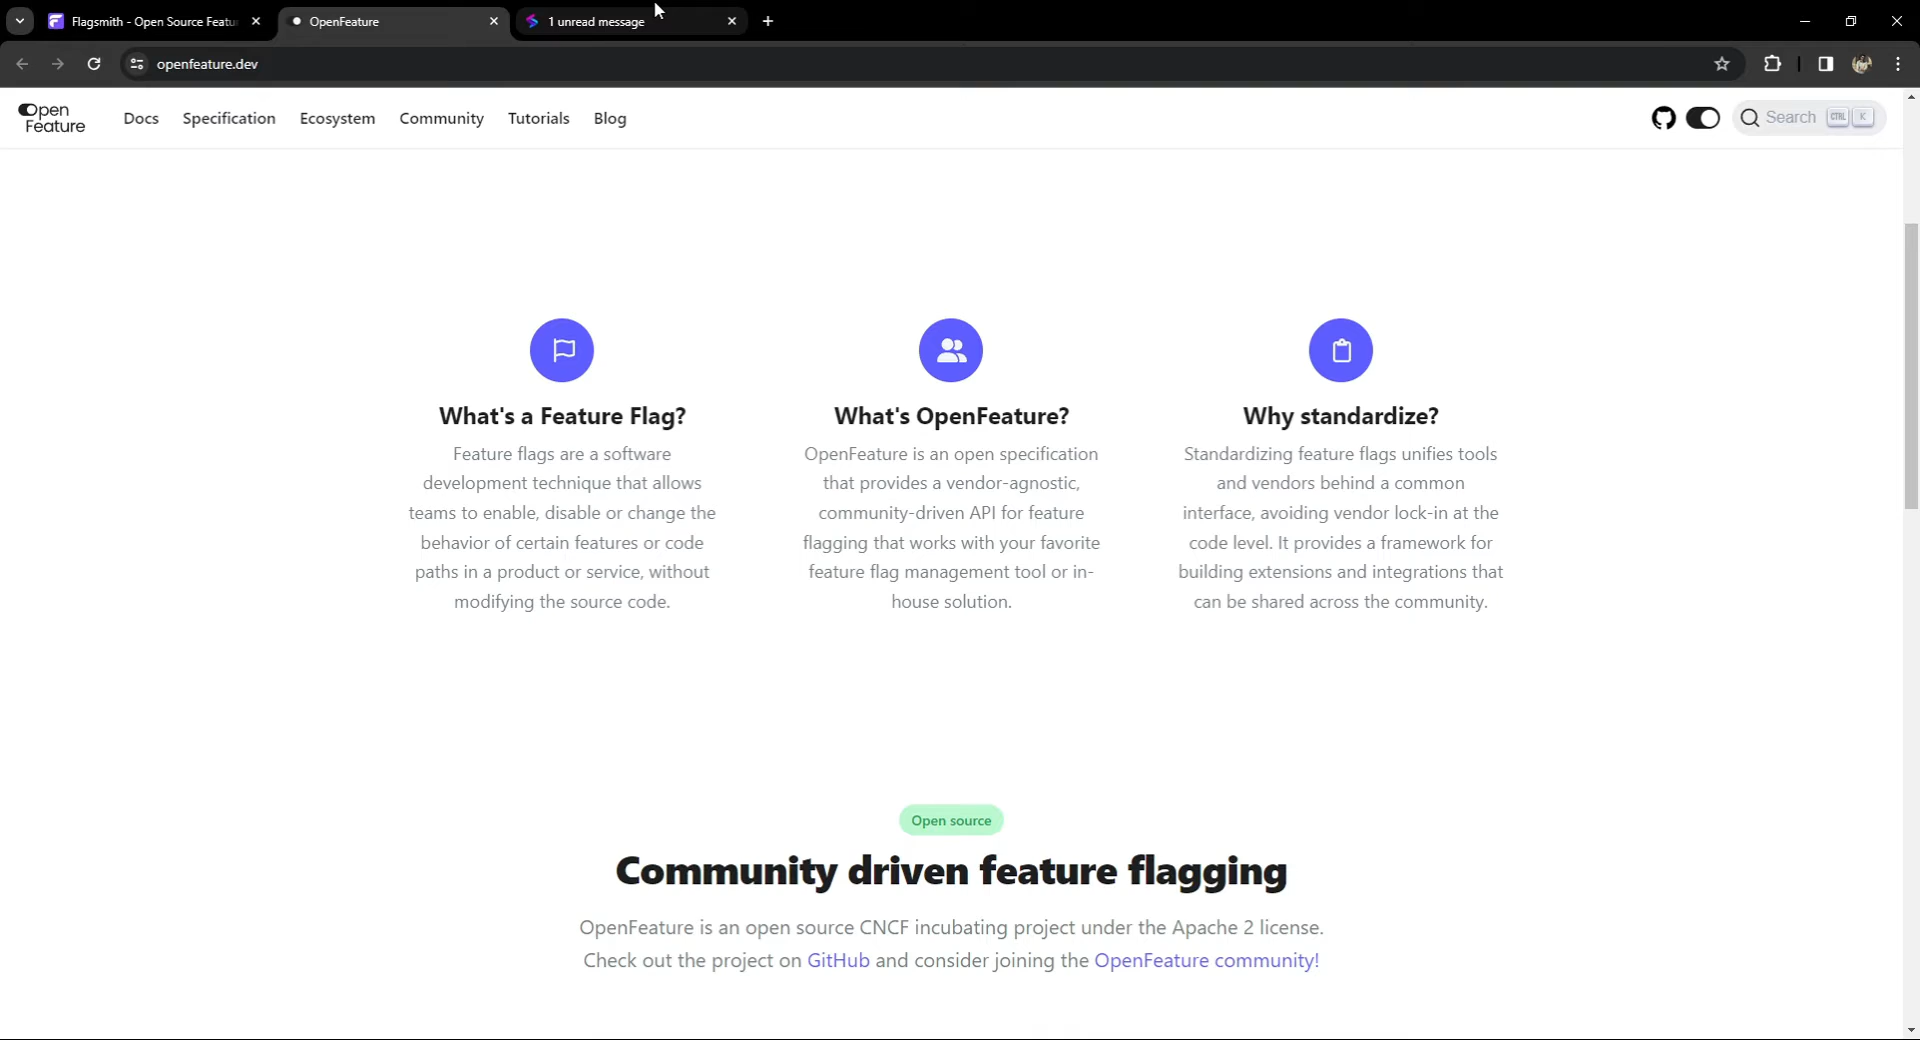 Flagsmith - Open Source Featu
OpenFeature
1 unread message
openfeature.dev
Open
Feature
Docs
Specification
Ecosystem
Community
Tutorials
Blog
Search
CTRL
K
What's a Feature Flag?
Feature flags are a software
development technique that allows
teams to enable, disable or change the
behavior of certain features or code
paths in a product or service, without
modifying the source code.
What's OpenFeature?
OpenFeature is an open specification
that provides a vendor-agnostic,
community-driven API for feature
flagging that works with your favorite
feature flag management tool or in-
house solution.
Why standardize?
Standardizing feature flags unifies tools
and vendors behind a common
interface, avoiding vendor lock-in at the
code level. It provides a framework for
building extensions and integrations that
can be shared across the community.
Open source
Community driven feature flagging
OpenFeature is an open source CNCF incubating project under the Apache 2 license.
Check out the project on GitHub and consider joining the OpenFeature community!